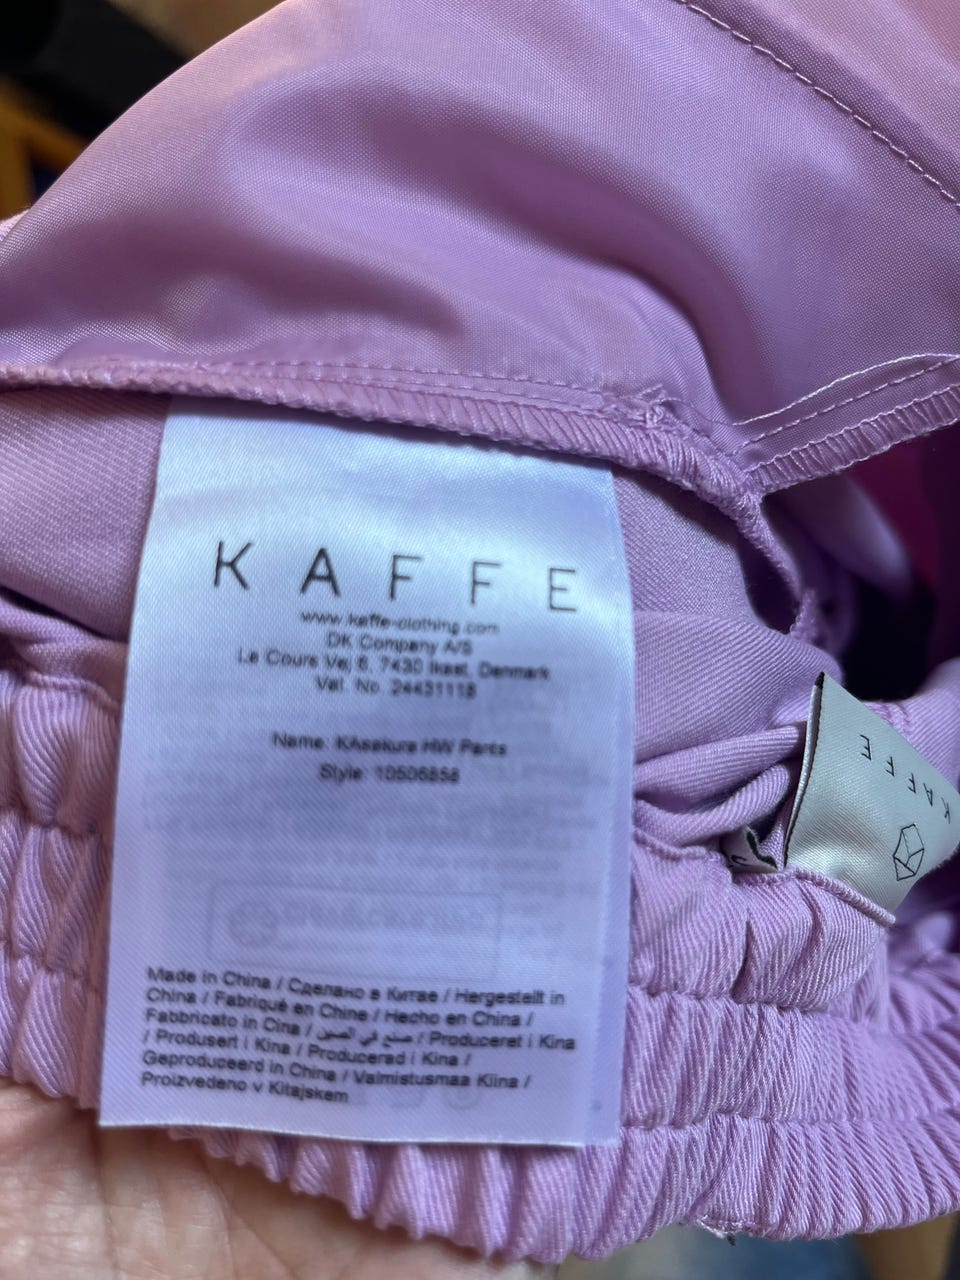 KAFFE
www.kaffe-clothing.com
DK Company A/S
La Cours Vej 6, 7430 Ikast, Denmark
Vat. No. 24431118
Name: KAsakura HW Pants
Style: 10506858
Made in China / Сделано в Китае / Hergestellt in
China / Fabriqué en Chine / Hecho en China /
Fabbricato in Cina / صنع في الصين / Produceret i Kina
/ Produsert i Kina / Producerad i Kina /
Geproduceerd in China / Valmistusmaa Kiina /
Proizvedeno v Kitajskem
KAFFE